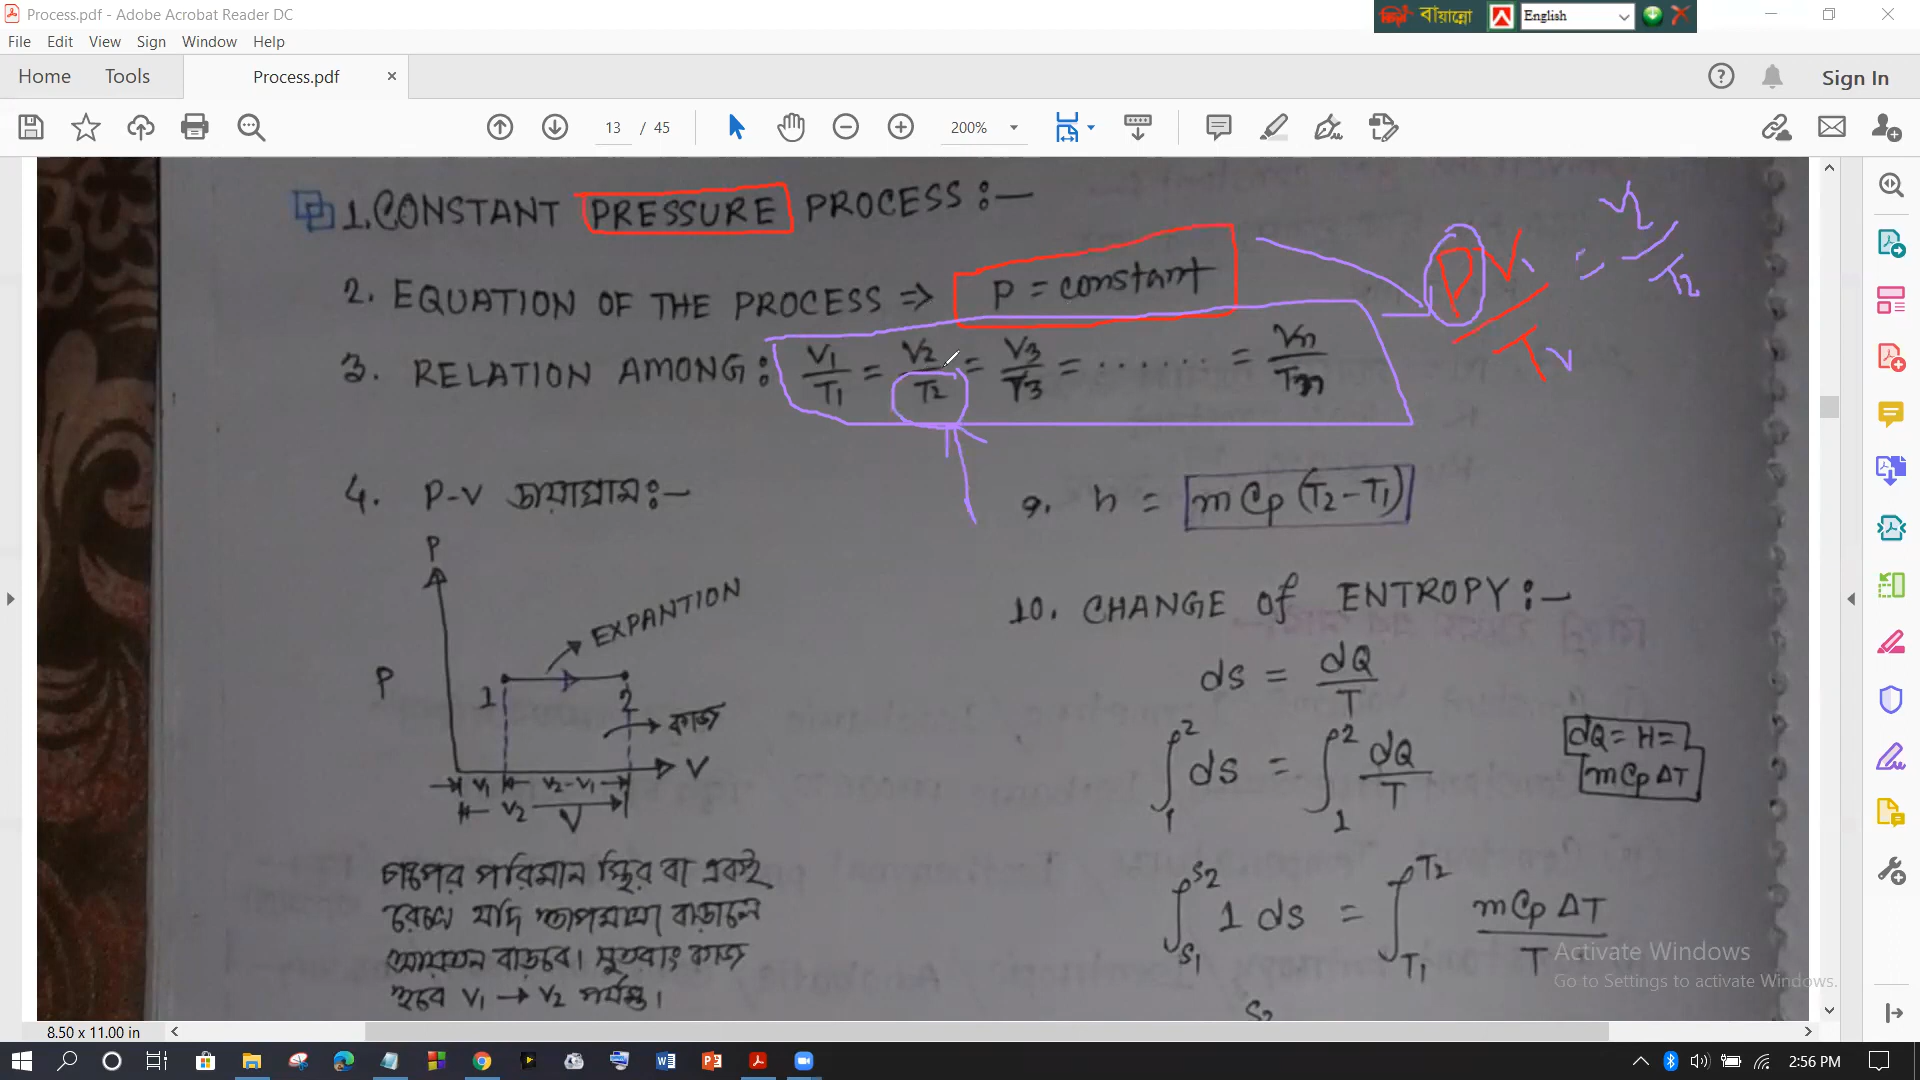 Process.pdf - Adobe Acrobat Reader DC
বায়ান্নো
English
File Edit View Sign Window Help
Home Tools Process.pdf × Sign In
13 / 45 200%
1. CONSTANT PRESSURE PROCESS :-
2. EQUATION OF THE PROCESS => P = constant
PV₁/T = V₂/T₂
3. RELATION AMONG : V1/T1 = V2/T2 = V3/T3 = ...... = Vn/Tn
4. P-V ডায়াগ্রাম :-
P
EXPANTION
P
1 2
কাজ
V
V1 V2-V1
V2
V
চাপের পরিমান স্থির বা একই
রেখে যদি তাপমাত্রা বাড়ালে
আয়তন বাড়বে। সুতরাং কাজ
হবে V1 → V2 পর্যন্ত।
9. h = mCp (T2-T1)
10. CHANGE of ENTROPY :-
ds = dQ/T
∫₁² ds = ∫₁² dQ/T
dQ = H =
mCp ΔT
∫S1^S2 1 ds = ∫T1^T2 mCp ΔT/T
S2
Activate Windows
Go to Settings to activate Windows.
8.50 x 11.00 in
2:56 PM